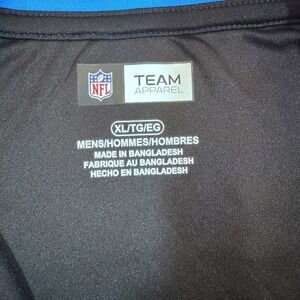 NFL
TEAM
APPAREL
XL/TG/EG
MENS/HOMMES/HOMBRES
MADE IN BANGLADESH
FABRIQUE AU BANGLADESH
HECHO EN BANGLADESH